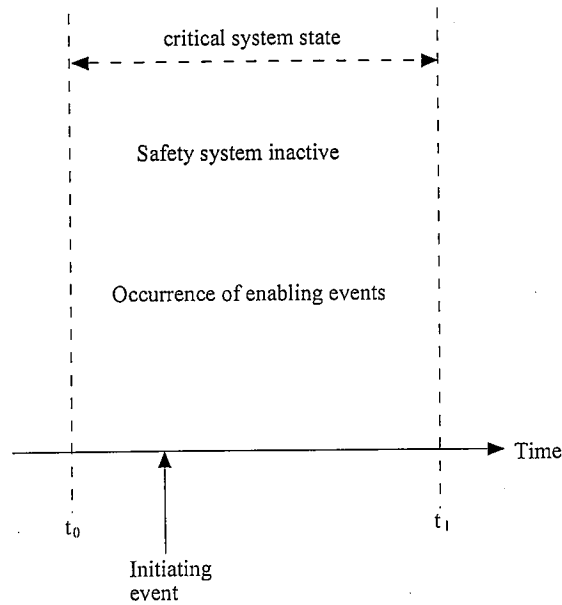 critical system state
Safety system inactive
Occurrence of enabling events
Time
t₀
t₁
Initiating
event